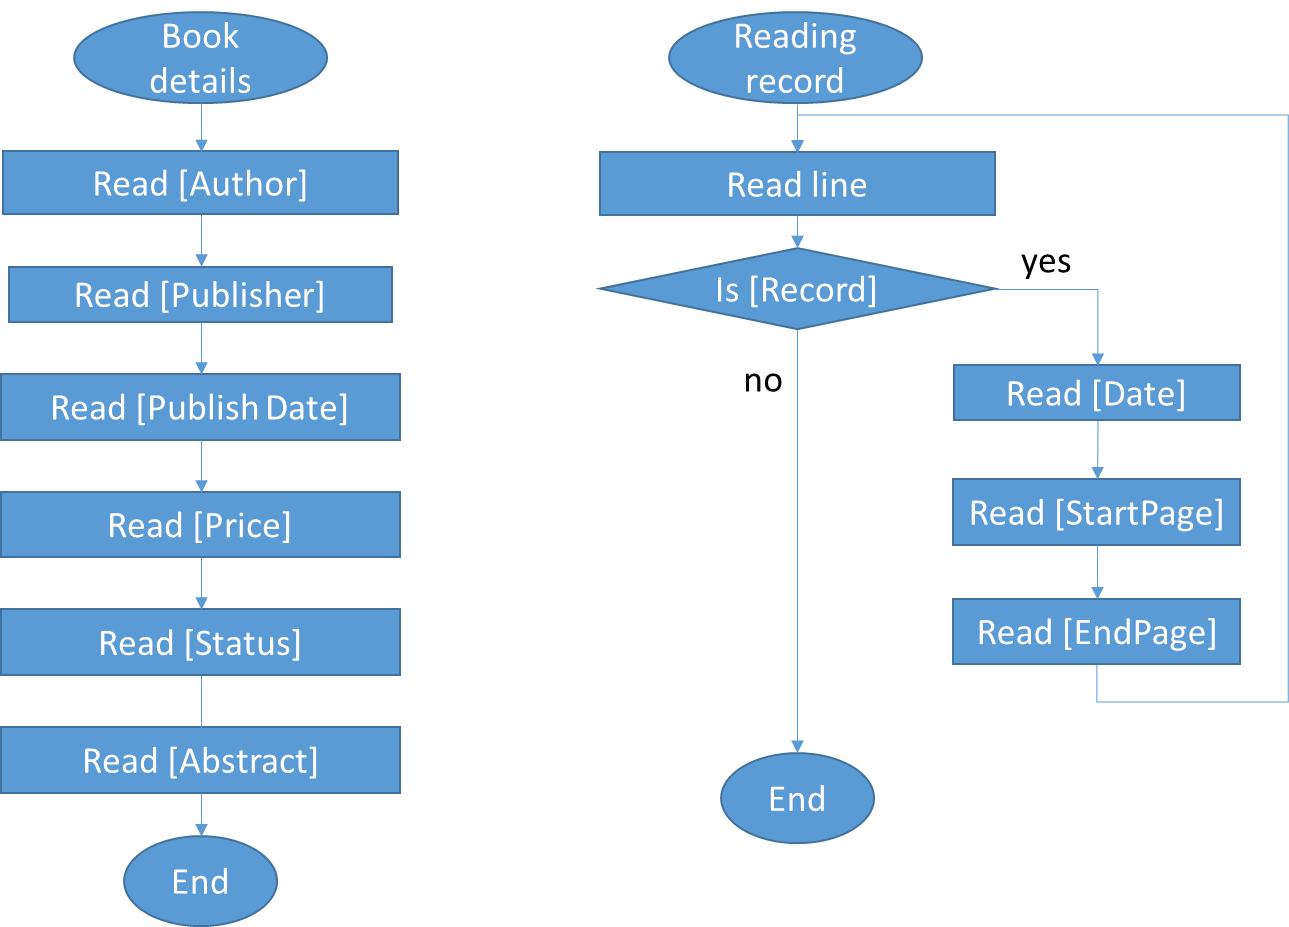 Book
details
Read [Author]
Read [Publisher]
Read [Publish Date]
Read [Price]
Read [Status]
Read [Abstract]
End
Reading
record
Read line
Is [Record]
yes
no
Read [Date]
Read [StartPage]
Read [EndPage]
End